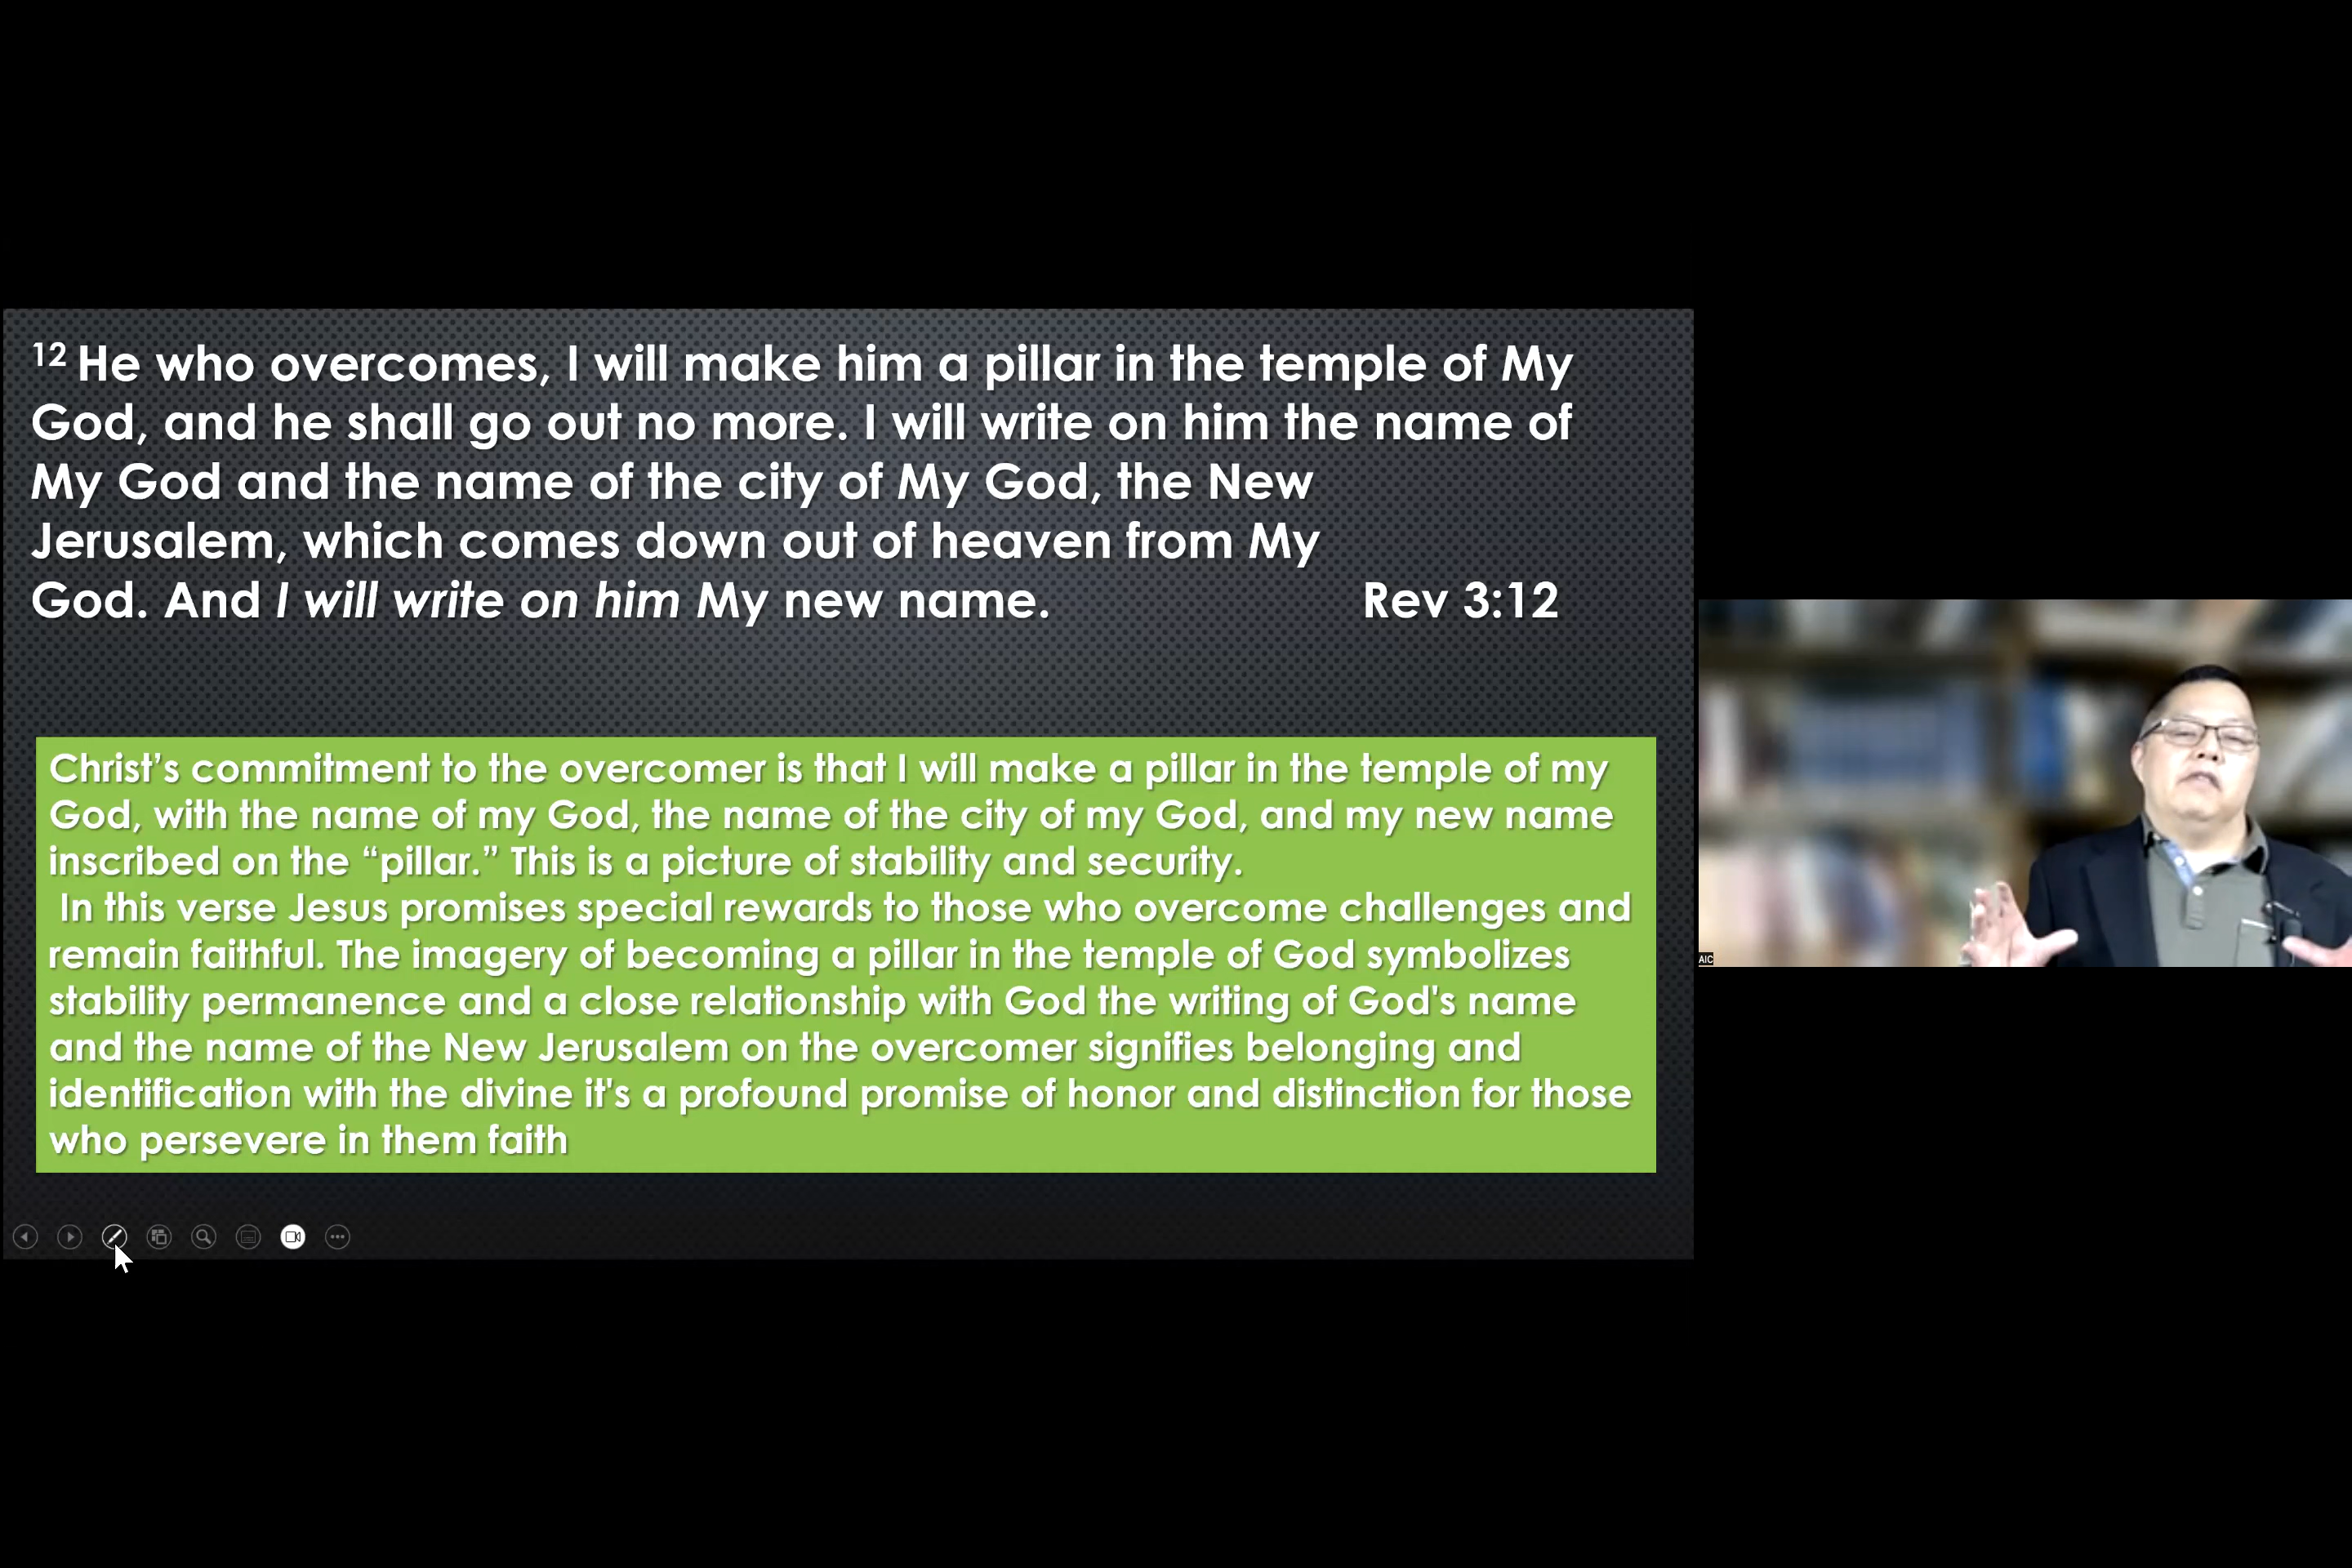 12 He who overcomes, I will make him a pillar in the temple of My
God, and he shall go out no more. I will write on him the name of
My God and the name of the city of My God, the New
Jerusalem, which comes down out of heaven from My
God. And I will write on him My new name. Rev 3:12
Christ’s commitment to the overcomer is that I will make a pillar in the temple of my
God, with the name of my God, the name of the city of my God, and my new name
inscribed on the “pillar.” This is a picture of stability and security.
In this verse Jesus promises special rewards to those who overcome challenges and
remain faithful. The imagery of becoming a pillar in the temple of God symbolizes
stability permanence and a close relationship with God the writing of God's name
and the name of the New Jerusalem on the overcomer signifies belonging and
identification with the divine it's a profound promise of honor and distinction for those
who persevere in them faith
AIC